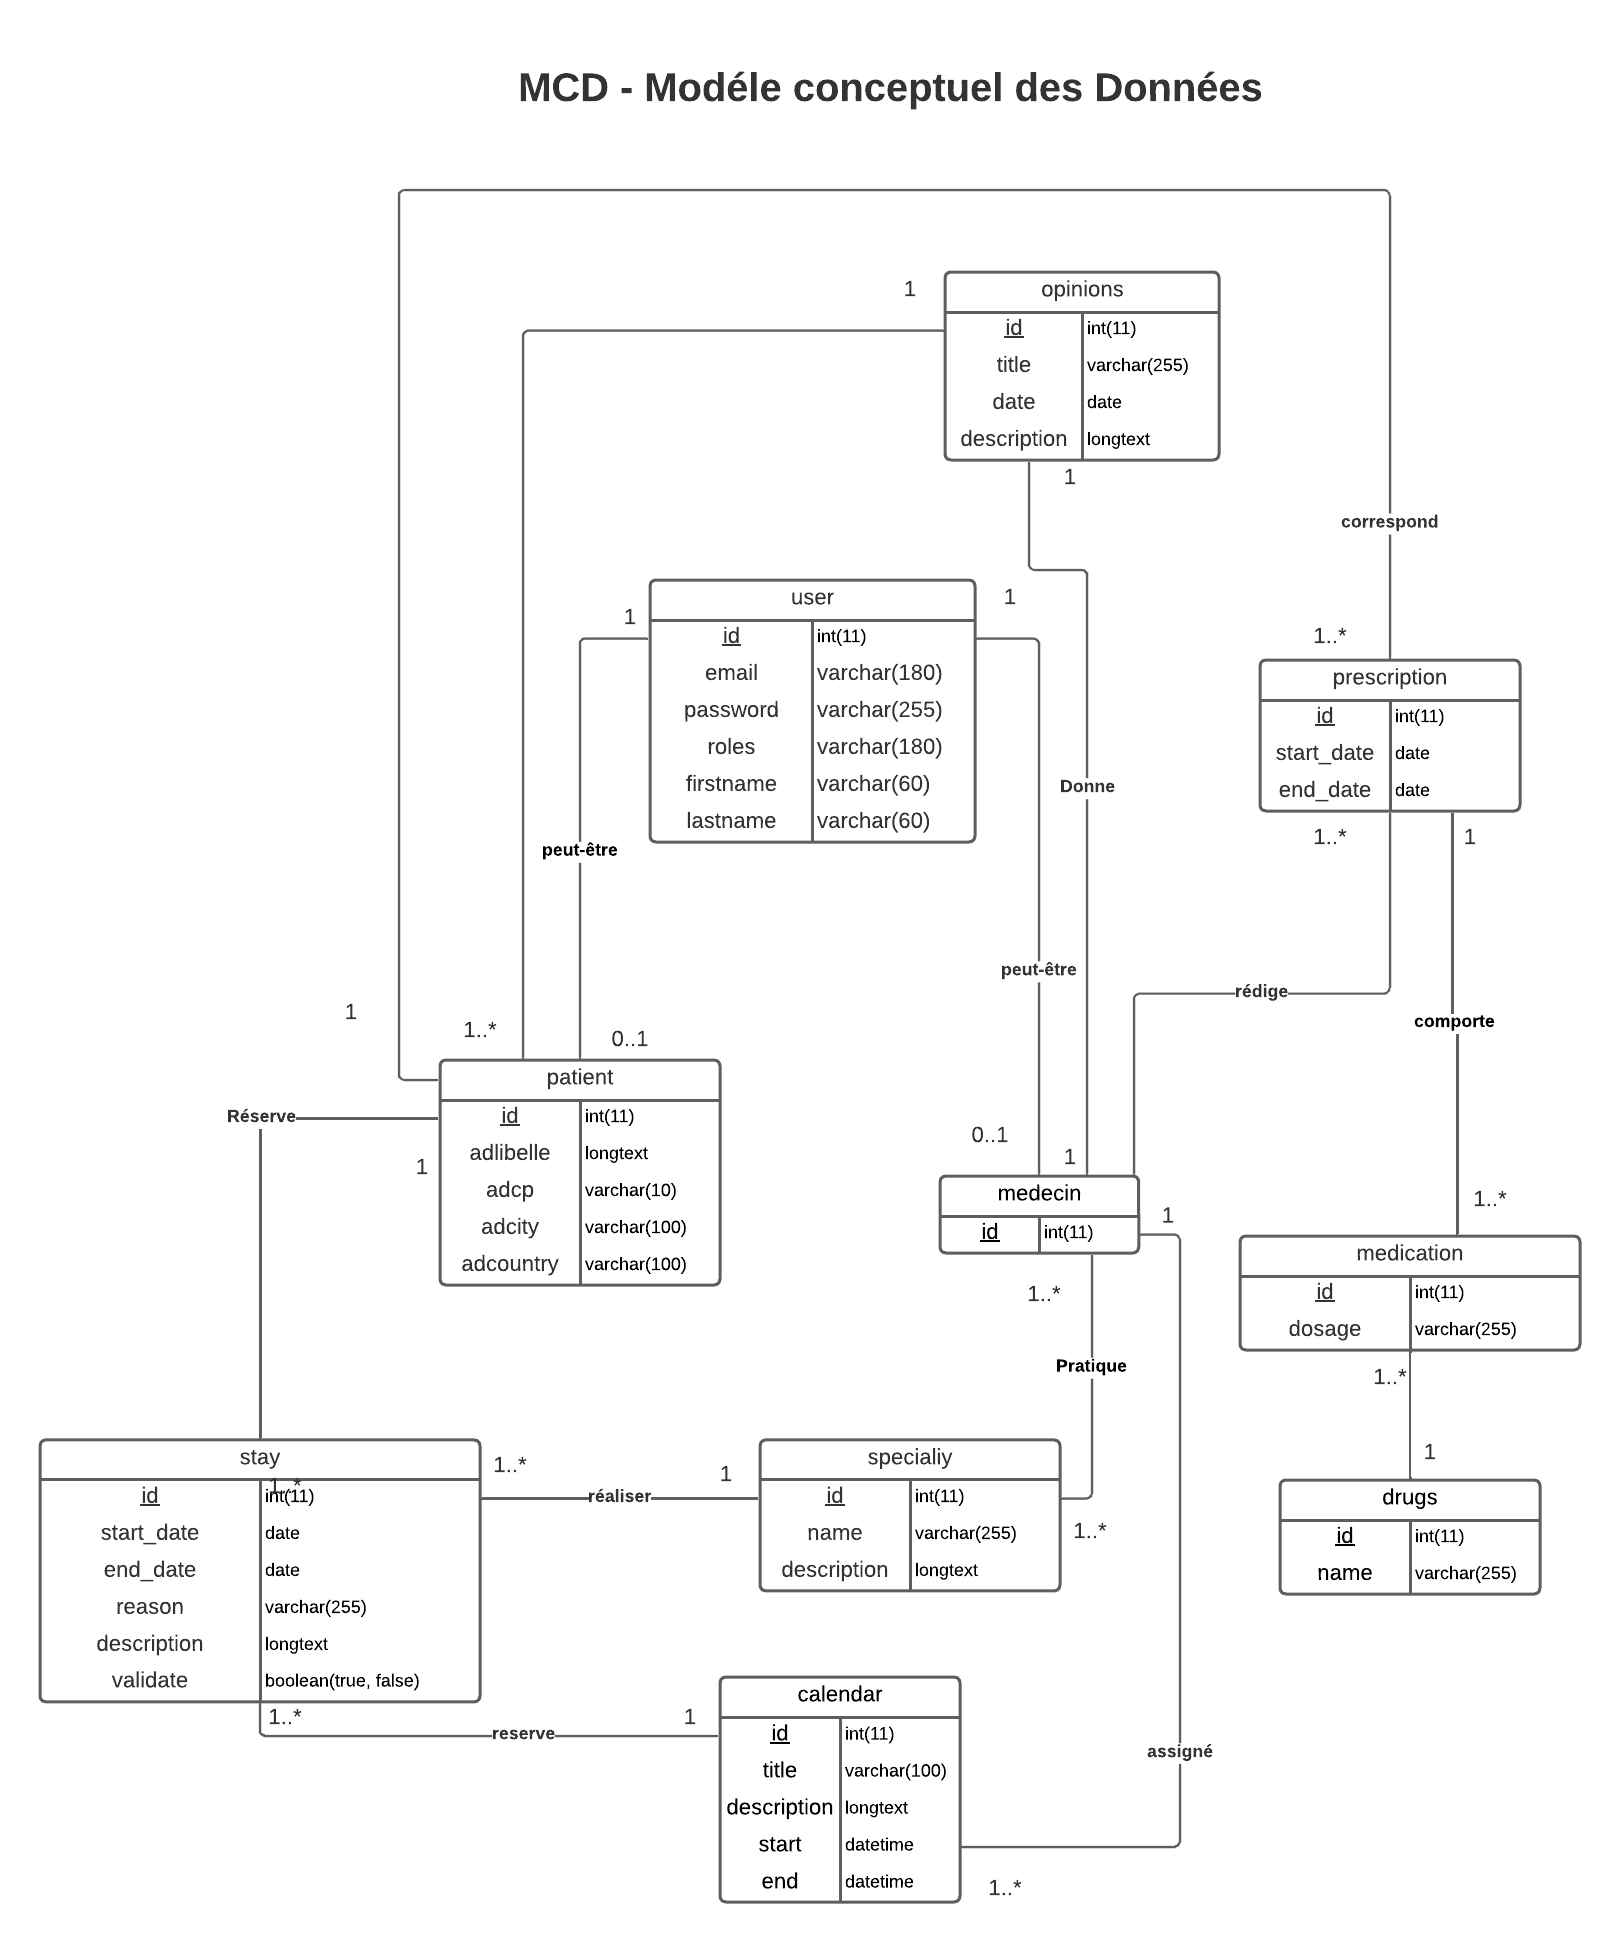 MCD - Modéle conceptuel des Données
1
opinions
id int(11)
title varchar(255)
date date
description longtext
1
correspond
user
1
1
id int(11)
email varchar(180)
password varchar(255)
roles varchar(180)
firstname varchar(60)
lastname varchar(60)
1..*
prescription
id int(11)
start_date date
end_date date
1..*
1
Donne
peut-être
peut-être
rédige
comporte
1
1..*
0..1
patient
id int(11)
adlibelle longtext
adcp varchar(10)
adcity varchar(100)
adcountry varchar(100)
Réserve
1
0..1
1
medecin
id int(11)
1
1..*
1..*
medication
id int(11)
dosage varchar(255)
Pratique
1..*
1
stay
1..*
id int(11)
start_date date
end_date date
reason varchar(255)
description longtext
validate boolean(true, false)
1..*
réaliser
1
specialiy
id int(11)
name varchar(255)
description longtext
1..*
drugs
id int(11)
name varchar(255)
1..*
reserve
1
calendar
id int(11)
title varchar(100)
description longtext
start datetime
end datetime
assigné
1..*